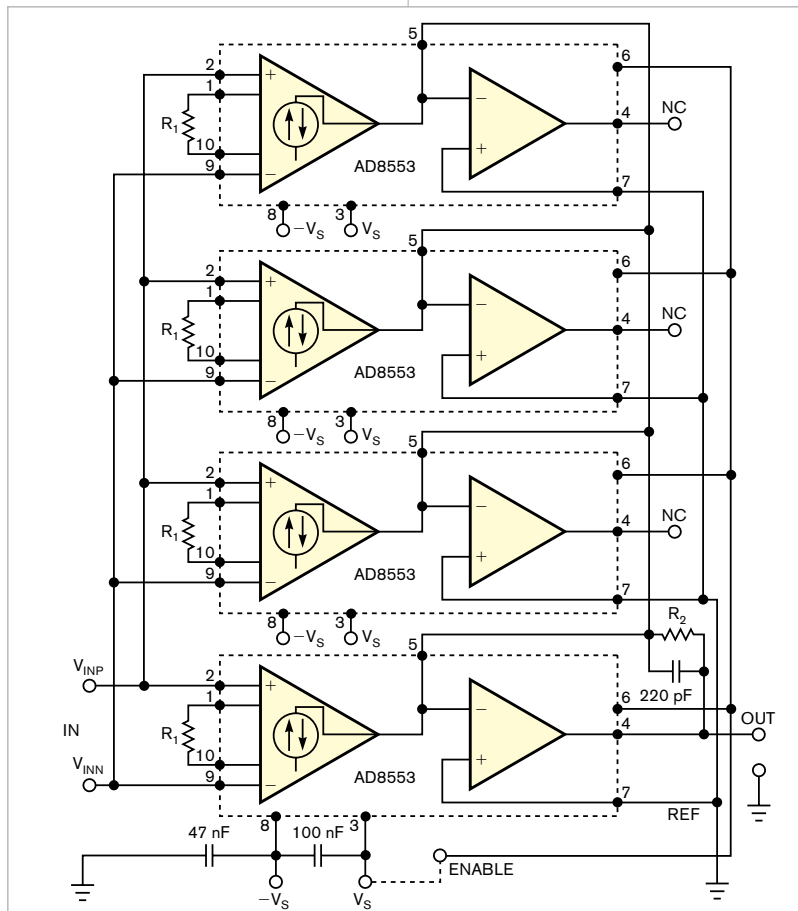 5
2
1
R1
10
9
+
−
AD8553
8
−VS
3
VS
−
+
6
4
NC
7
5
2
1
R1
10
9
+
−
AD8553
8
−VS
3
VS
−
+
6
4
NC
7
5
2
1
R1
10
9
+
−
AD8553
8
−VS
3
VS
−
+
6
4
NC
7
R2
220 pF
5
VINP
IN
VINN
2
1
R1
10
9
+
−
AD8553
−
+
6
4
OUT
7
REF
47 nF
8
100 nF
3
−VS
VS
ENABLE